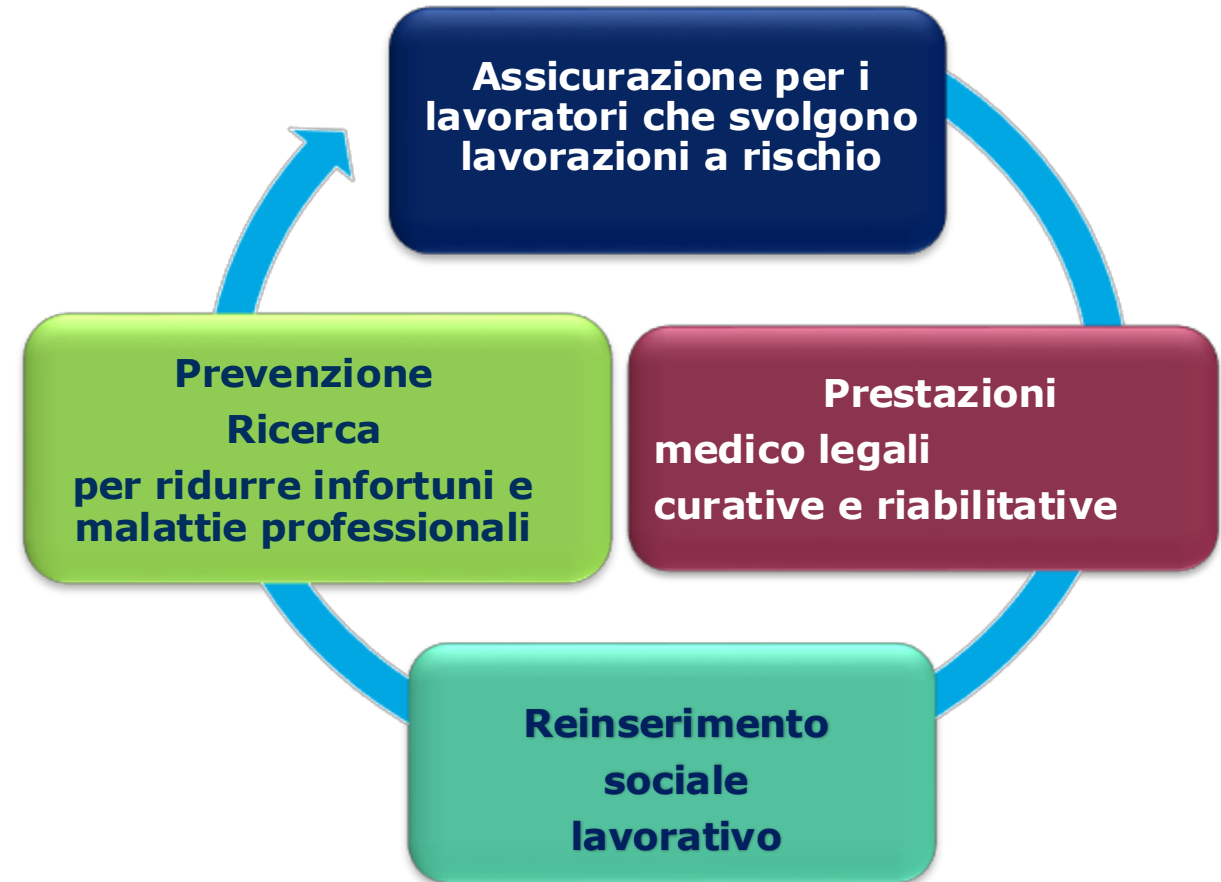 Assicurazione per i
lavoratori che svolgono
lavorazioni a rischio
Prestazioni
medico legali
curative e riabilitative
Reinserimento
sociale
lavorativo
Prevenzione
Ricerca
per ridurre infortuni e
malattie professionali